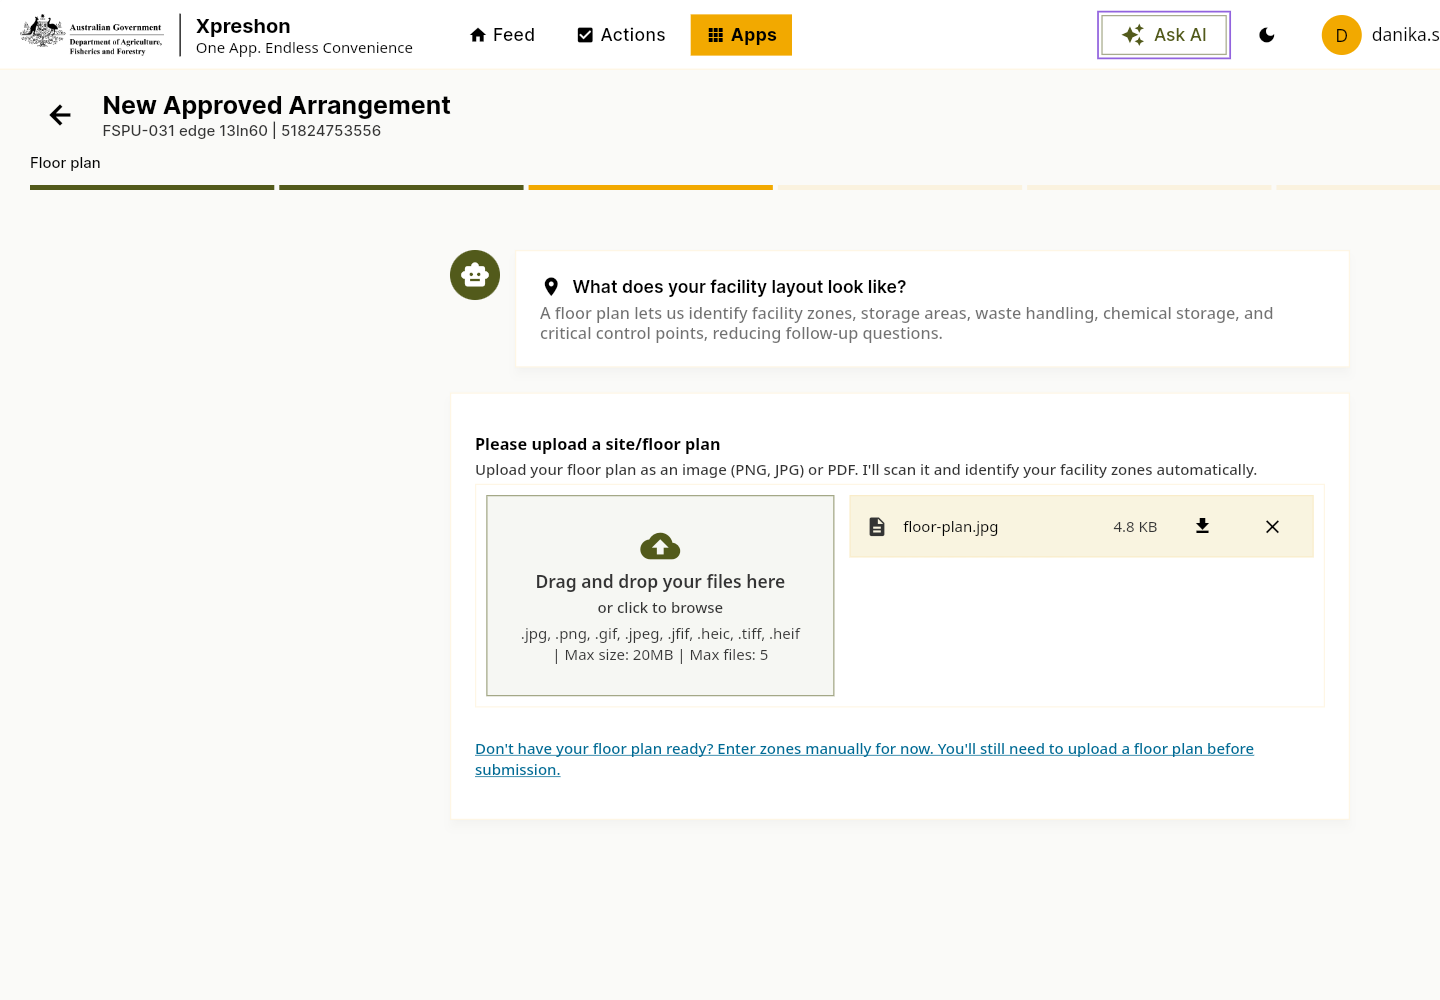 Australian Government
Department of Agriculture,
Fisheries and Forestry
Xpreshon
One App. Endless Convenience
Feed
Actions
Apps
Ask AI
D
danika.s
New Approved Arrangement
FSPU-031 edge 13ln60 | 51824753556
Floor plan
What does your facility layout look like?
A floor plan lets us identify facility zones, storage areas, waste handling, chemical storage, and
critical control points, reducing follow-up questions.
Please upload a site/floor plan
Upload your floor plan as an image (PNG, JPG) or PDF. I'll scan it and identify your facility zones automatically.
Drag and drop your files here
or click to browse
.jpg, .png, .gif, .jpeg, .jfif, .heic, .tiff, .heif
| Max size: 20MB | Max files: 5
floor-plan.jpg
4.8 KB
Don't have your floor plan ready? Enter zones manually for now. You'll still need to upload a floor plan before
submission.